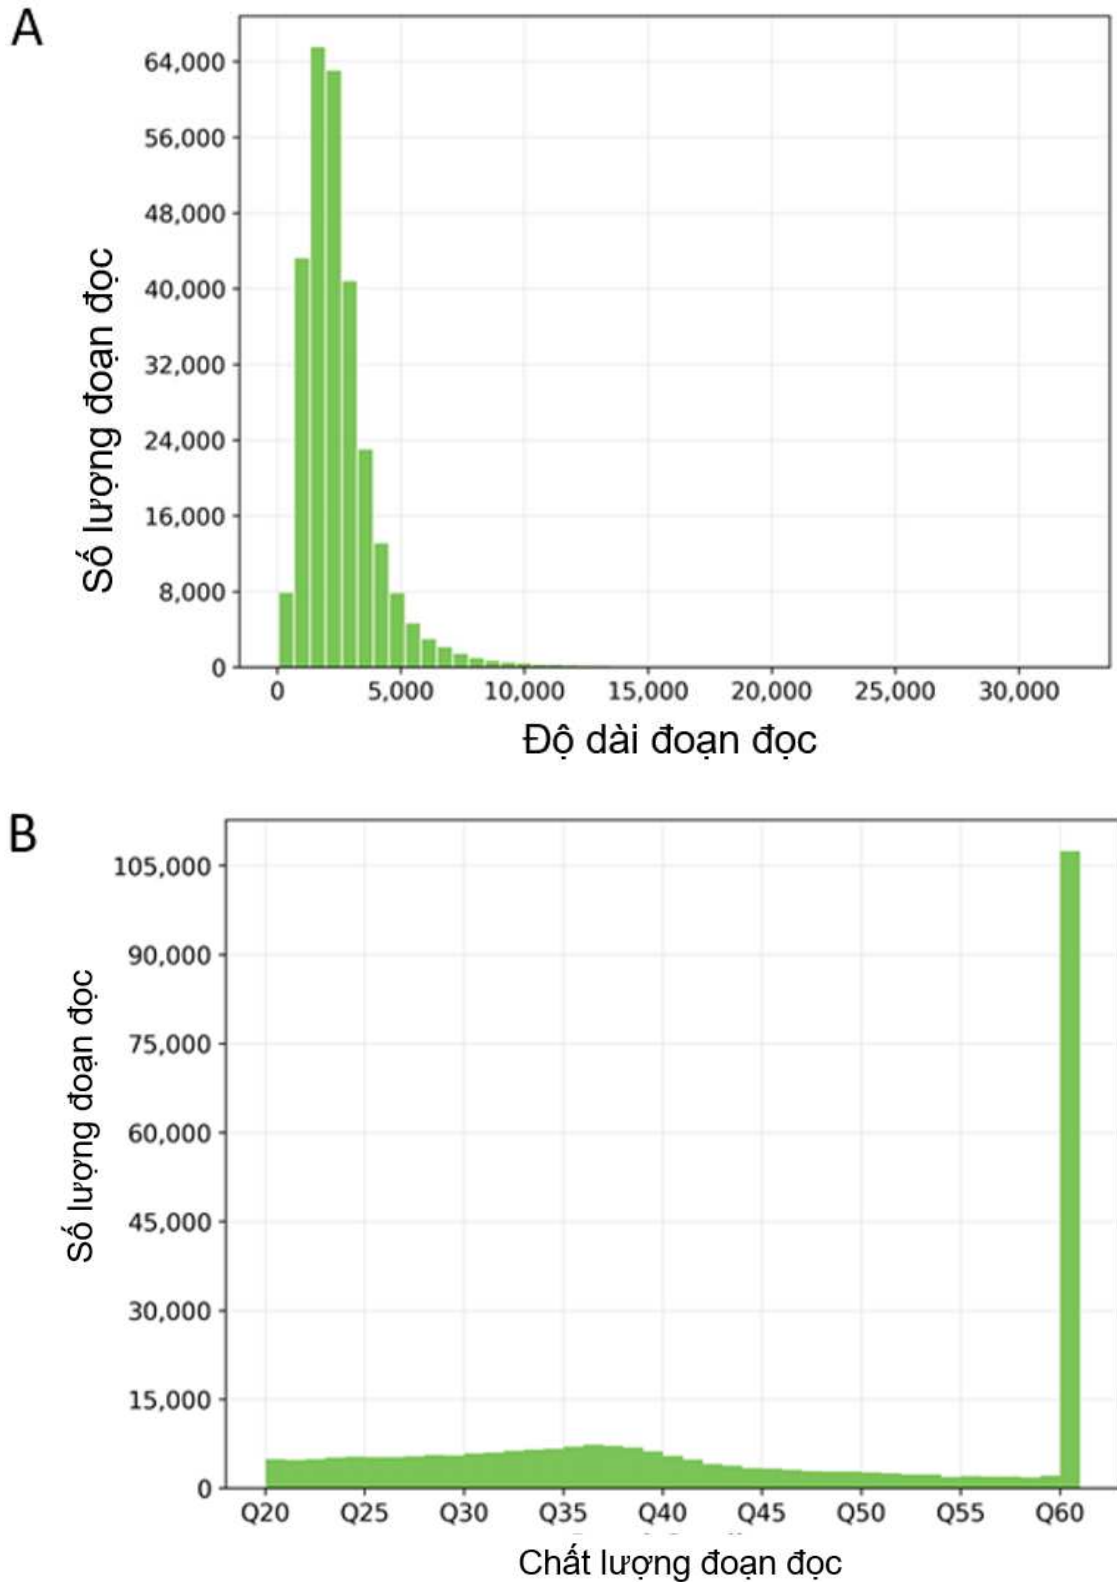 A
64,000
56,000
48,000
40,000
32,000
24,000
16,000
8,000
0
Số lượng đoạn đọc
0 5,000 10,000 15,000 20,000 25,000 30,000
Độ dài đoạn đọc
B
105,000
90,000
75,000
60,000
45,000
30,000
15,000
0
Số lượng đoạn đọc
Q20 Q25 Q30 Q35 Q40 Q45 Q50 Q55 Q60
Chất lượng đoạn đọc